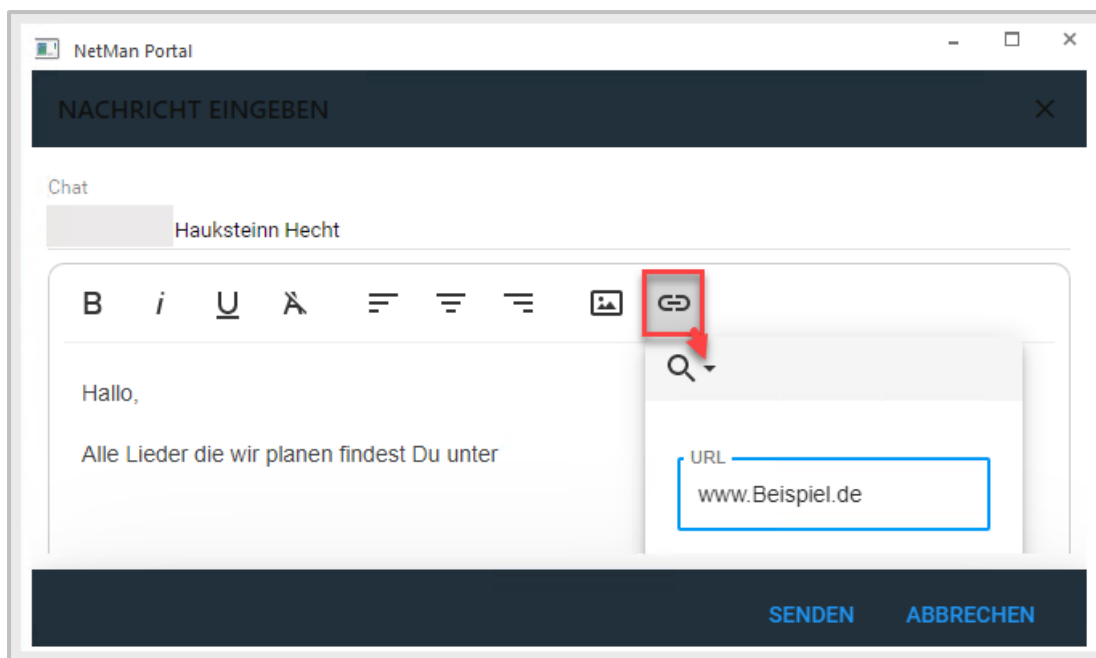 NetMan Portal
NACHRICHT EINGEBEN
Chat
Hauksteinn Hecht
B i U A
Hallo,
Alle Lieder die wir planen findest Du unter
URL
www.Beispiel.de
SENDEN ABBRECHEN